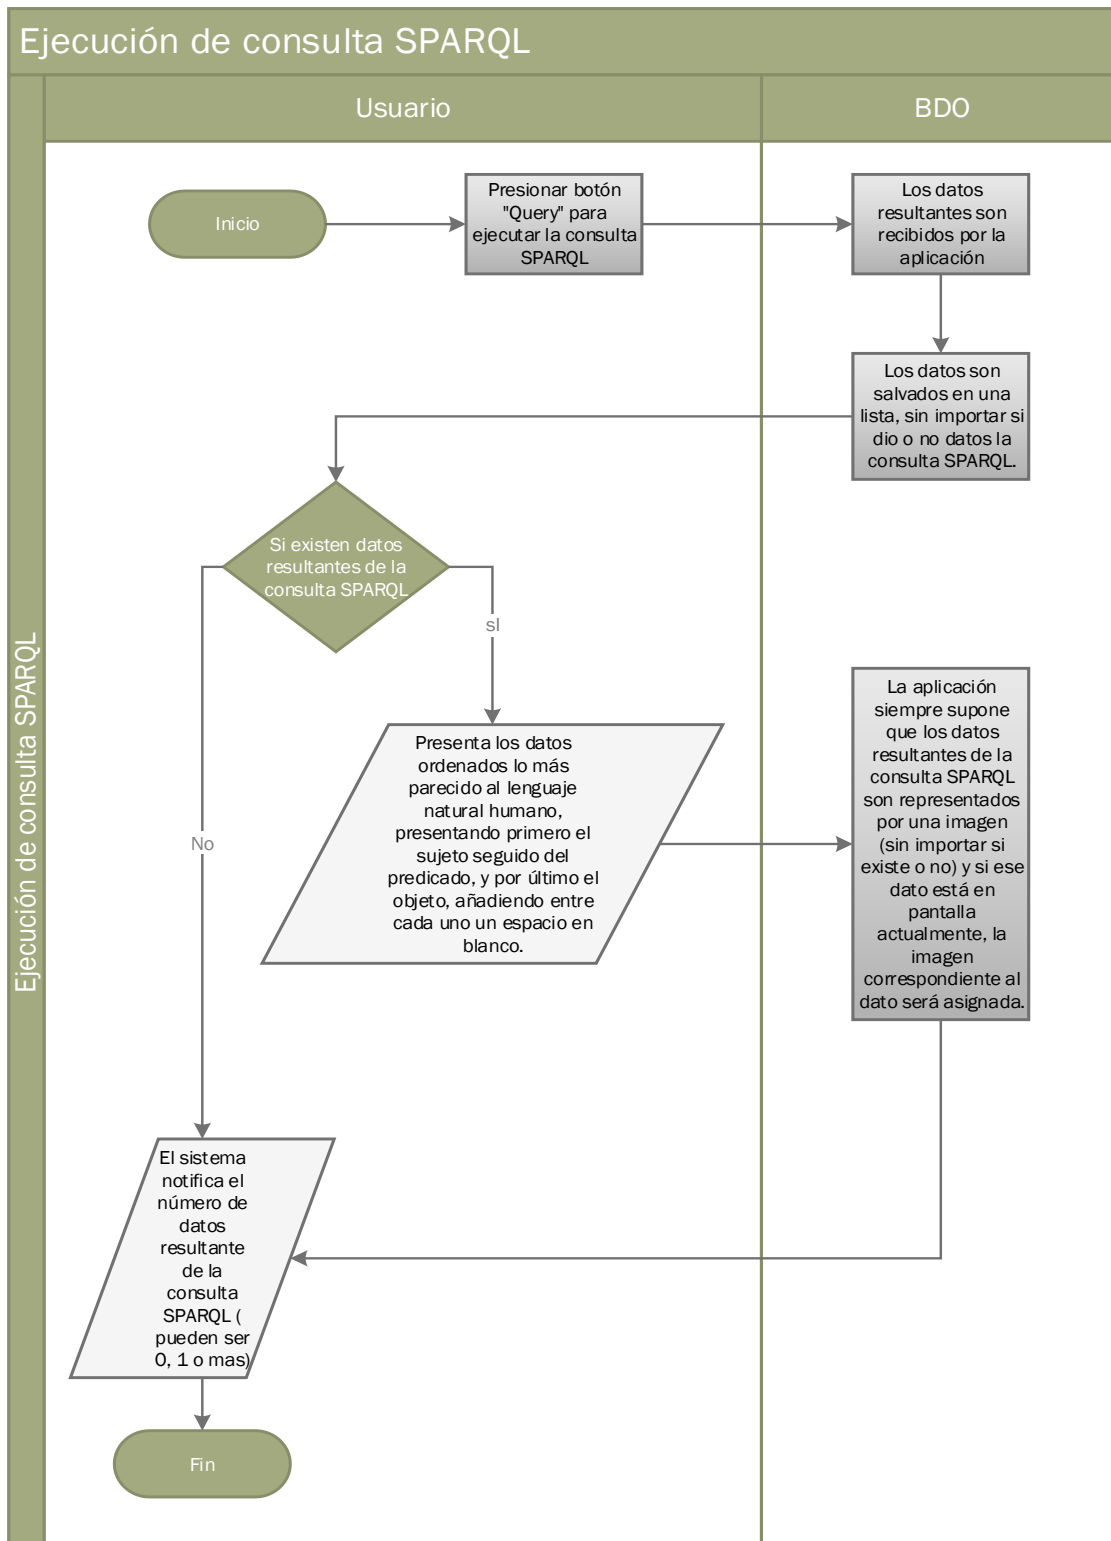 Ejecución de consulta SPARQL
Usuario
BDO
Ejecución de consulta SPARQL
Inicio
Presionar botón
"Query" para
ejecutar la consulta
SPARQL
Los datos
resultantes son
recibidos por la
aplicación
Los datos son
salvados en una
lista, sin importar si
dio o no datos la
consulta SPARQL.
Si existen datos
resultantes de la
consulta SPARQL
sI
No
Presenta los datos
ordenados lo más
parecido al lenguaje
natural humano,
presentando primero el
sujeto seguido del
predicado, y por último el
objeto, añadiendo entre
cada uno un espacio en
blanco.
La aplicación
siempre supone
que los datos
resultantes de la
consulta SPARQL
son representados
por una imagen
(sin importar si
existe o no) y si ese
dato está en
pantalla
actualmente, la
imagen
correspondiente al
dato será asignada.
El sistema
notifica el
número de
datos
resultante
de la
consulta
SPARQL (
pueden ser
0, 1 o mas)
Fin